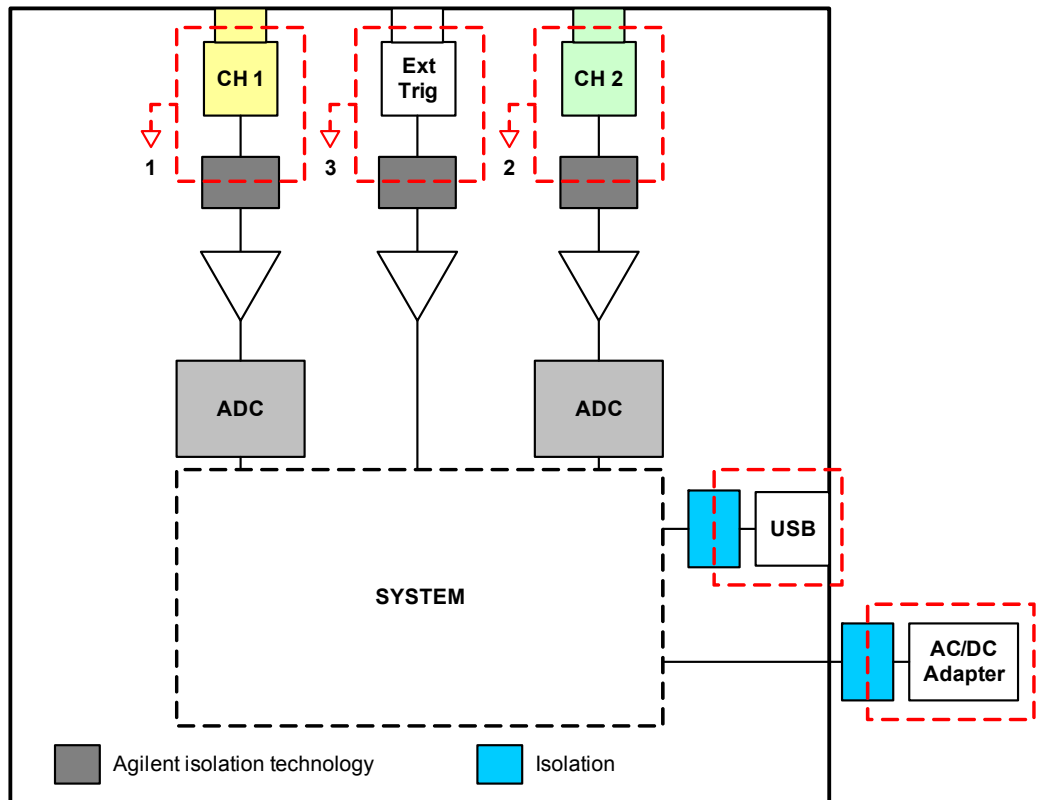 CH 1
Ext
Trig
CH 2
1
3
2
ADC
ADC
USB
SYSTEM
AC/DC
Adapter
Agilent isolation technology
Isolation